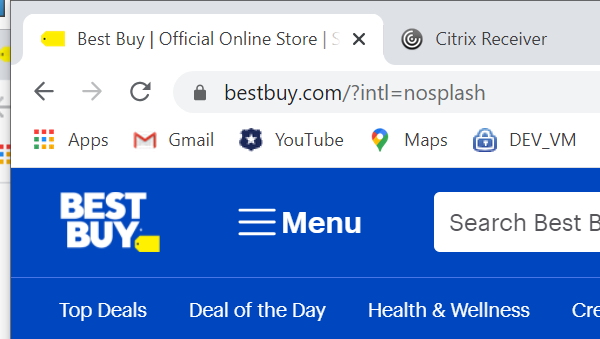 Best Buy | Official Online Store | S
Citrix Receiver
bestbuy.com/?intl=nosplash
Apps Gmail YouTube Maps DEV_VM
BEST
BUY
Menu
Search Best B
Top Deals Deal of the Day Health & Wellness Cre